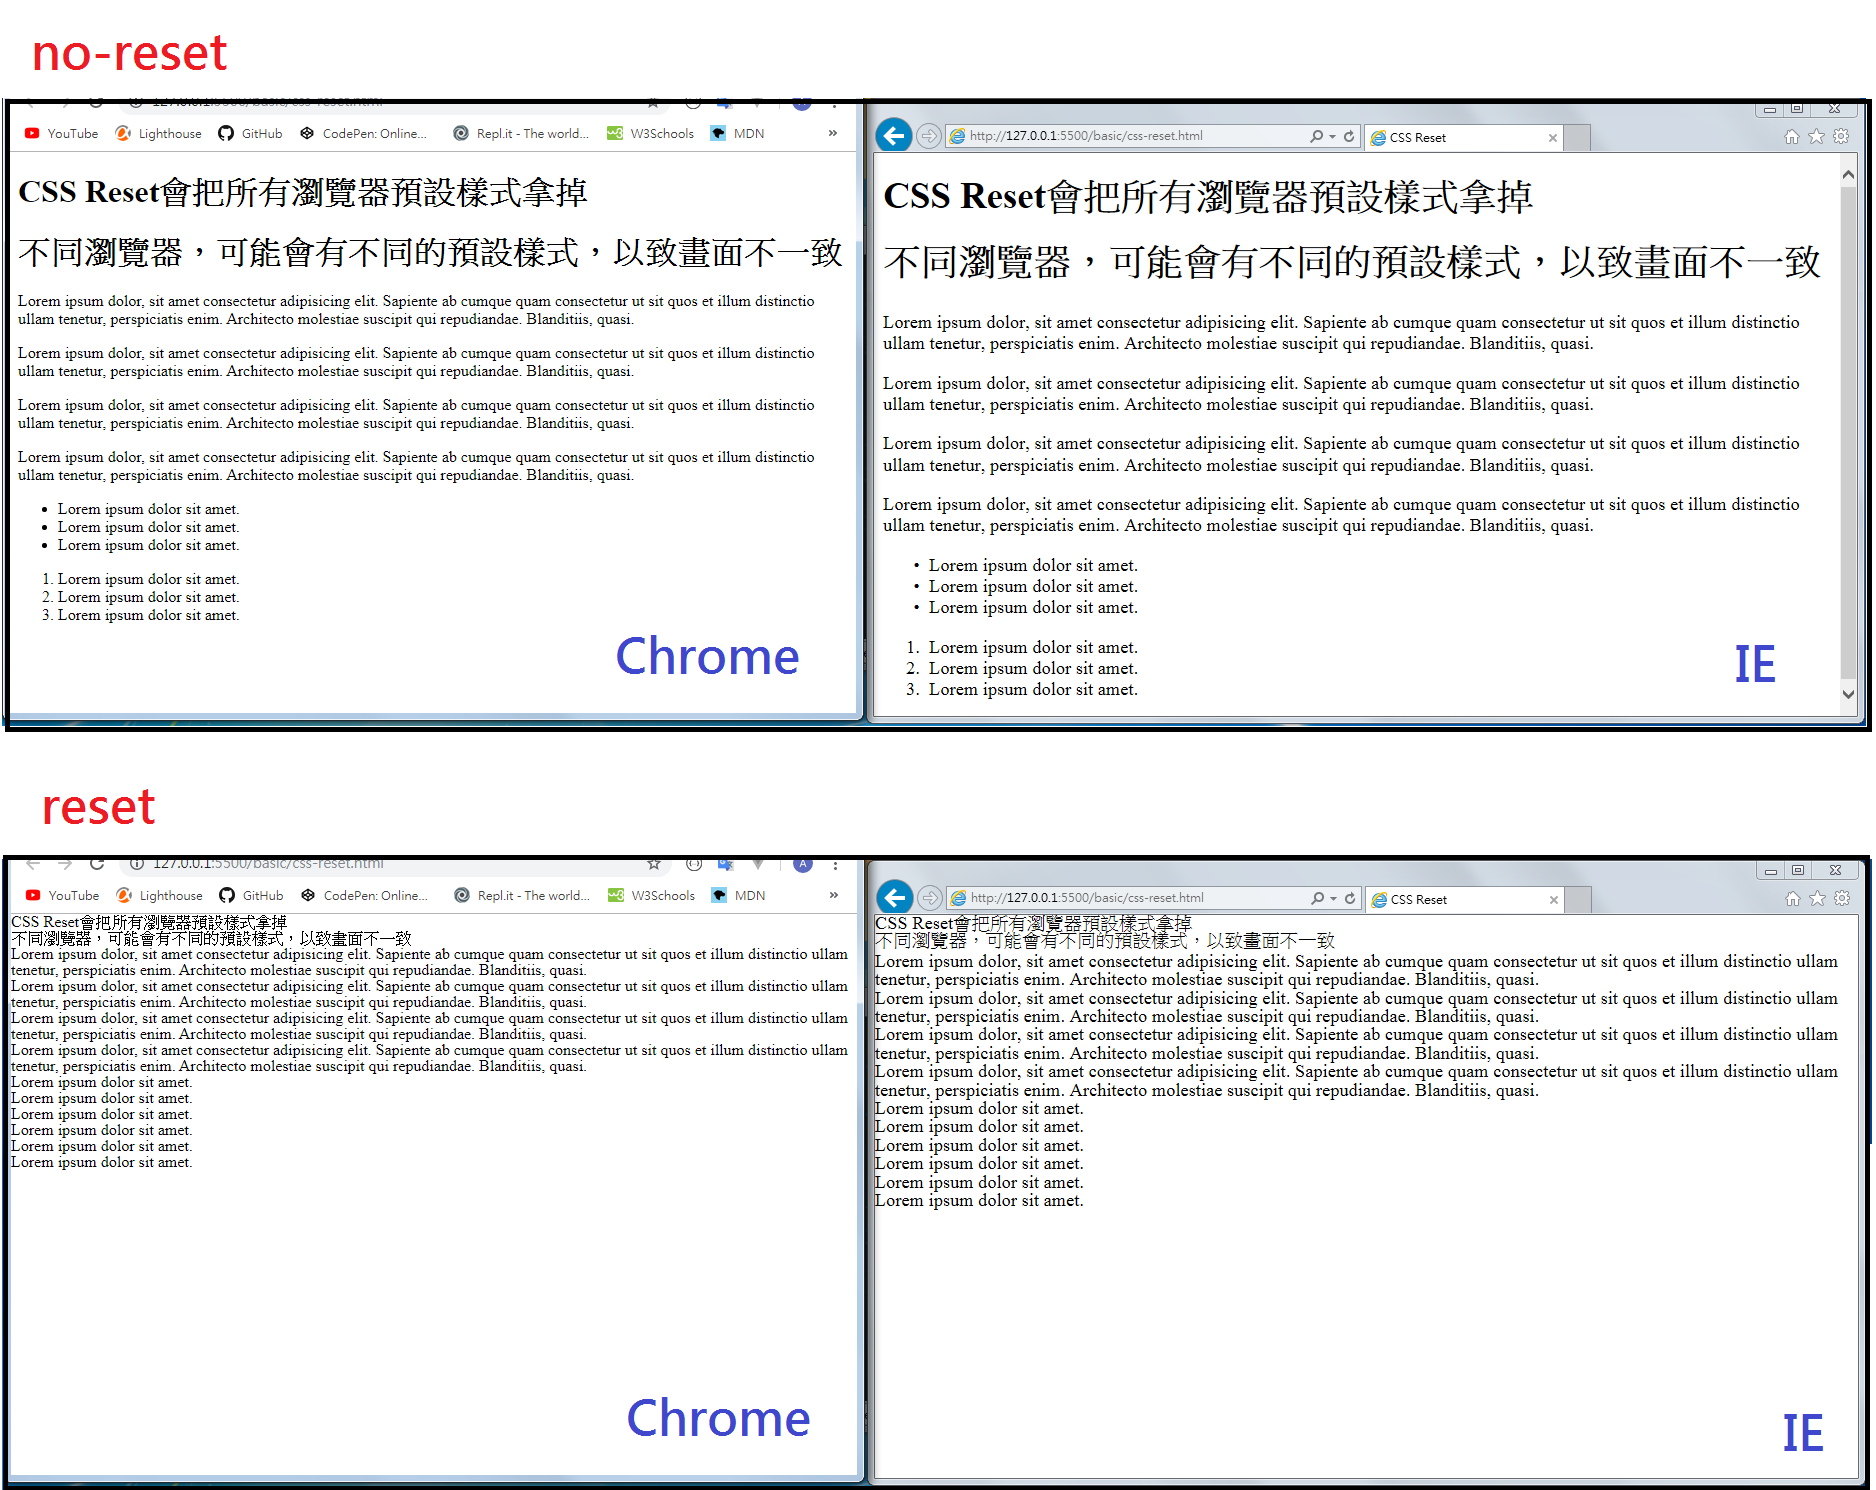 no-reset
127.0.0.1:5500/basic/css-reset.html
YouTube Lighthouse GitHub CodePen: Online... Repl.it - The world... W3Schools MDN »
CSS Reset會把所有瀏覽器預設樣式拿掉
不同瀏覽器，可能會有不同的預設樣式，以致畫面不一致
Lorem ipsum dolor, sit amet consectetur adipisicing elit. Sapiente ab cumque quam consectetur ut sit quos et illum distinctio
ullam tenetur, perspiciatis enim. Architecto molestiae suscipit qui repudiandae. Blanditiis, quasi.
Lorem ipsum dolor, sit amet consectetur adipisicing elit. Sapiente ab cumque quam consectetur ut sit quos et illum distinctio
ullam tenetur, perspiciatis enim. Architecto molestiae suscipit qui repudiandae. Blanditiis, quasi.
Lorem ipsum dolor, sit amet consectetur adipisicing elit. Sapiente ab cumque quam consectetur ut sit quos et illum distinctio
ullam tenetur, perspiciatis enim. Architecto molestiae suscipit qui repudiandae. Blanditiis, quasi.
Lorem ipsum dolor, sit amet consectetur adipisicing elit. Sapiente ab cumque quam consectetur ut sit quos et illum distinctio
ullam tenetur, perspiciatis enim. Architecto molestiae suscipit qui repudiandae. Blanditiis, quasi.
• Lorem ipsum dolor sit amet.
• Lorem ipsum dolor sit amet.
• Lorem ipsum dolor sit amet.
1. Lorem ipsum dolor sit amet.
2. Lorem ipsum dolor sit amet.
3. Lorem ipsum dolor sit amet.
Chrome
http://127.0.0.1:5500/basic/css-reset.html CSS Reset
CSS Reset會把所有瀏覽器預設樣式拿掉
不同瀏覽器，可能會有不同的預設樣式，以致畫面不一致
Lorem ipsum dolor, sit amet consectetur adipisicing elit. Sapiente ab cumque quam consectetur ut sit quos et illum distinctio
ullam tenetur, perspiciatis enim. Architecto molestiae suscipit qui repudiandae. Blanditiis, quasi.
Lorem ipsum dolor, sit amet consectetur adipisicing elit. Sapiente ab cumque quam consectetur ut sit quos et illum distinctio
ullam tenetur, perspiciatis enim. Architecto molestiae suscipit qui repudiandae. Blanditiis, quasi.
Lorem ipsum dolor, sit amet consectetur adipisicing elit. Sapiente ab cumque quam consectetur ut sit quos et illum distinctio
ullam tenetur, perspiciatis enim. Architecto molestiae suscipit qui repudiandae. Blanditiis, quasi.
Lorem ipsum dolor, sit amet consectetur adipisicing elit. Sapiente ab cumque quam consectetur ut sit quos et illum distinctio
ullam tenetur, perspiciatis enim. Architecto molestiae suscipit qui repudiandae. Blanditiis, quasi.
• Lorem ipsum dolor sit amet.
• Lorem ipsum dolor sit amet.
• Lorem ipsum dolor sit amet.
1. Lorem ipsum dolor sit amet.
2. Lorem ipsum dolor sit amet.
3. Lorem ipsum dolor sit amet.
IE
reset
127.0.0.1:5500/basic/css-reset.html A
YouTube Lighthouse GitHub CodePen: Online... Repl.it - The world... W3Schools MDN »
CSS Reset會把所有瀏覽器預設樣式拿掉
不同瀏覽器，可能會有不同的預設樣式，以致畫面不一致
Lorem ipsum dolor, sit amet consectetur adipisicing elit. Sapiente ab cumque quam consectetur ut sit quos et illum distinctio ullam
tenetur, perspiciatis enim. Architecto molestiae suscipit qui repudiandae. Blanditiis, quasi.
Lorem ipsum dolor, sit amet consectetur adipisicing elit. Sapiente ab cumque quam consectetur ut sit quos et illum distinctio ullam
tenetur, perspiciatis enim. Architecto molestiae suscipit qui repudiandae. Blanditiis, quasi.
Lorem ipsum dolor, sit amet consectetur adipisicing elit. Sapiente ab cumque quam consectetur ut sit quos et illum distinctio ullam
tenetur, perspiciatis enim. Architecto molestiae suscipit qui repudiandae. Blanditiis, quasi.
Lorem ipsum dolor, sit amet consectetur adipisicing elit. Sapiente ab cumque quam consectetur ut sit quos et illum distinctio ullam
tenetur, perspiciatis enim. Architecto molestiae suscipit qui repudiandae. Blanditiis, quasi.
Lorem ipsum dolor sit amet.
Lorem ipsum dolor sit amet.
Lorem ipsum dolor sit amet.
Lorem ipsum dolor sit amet.
Lorem ipsum dolor sit amet.
Lorem ipsum dolor sit amet.
Chrome
http://127.0.0.1:5500/basic/css-reset.html CSS Reset
CSS Reset會把所有瀏覽器預設樣式拿掉
不同瀏覽器，可能會有不同的預設樣式，以致畫面不一致
Lorem ipsum dolor, sit amet consectetur adipisicing elit. Sapiente ab cumque quam consectetur ut sit quos et illum distinctio ullam
tenetur, perspiciatis enim. Architecto molestiae suscipit qui repudiandae. Blanditiis, quasi.
Lorem ipsum dolor, sit amet consectetur adipisicing elit. Sapiente ab cumque quam consectetur ut sit quos et illum distinctio ullam
tenetur, perspiciatis enim. Architecto molestiae suscipit qui repudiandae. Blanditiis, quasi.
Lorem ipsum dolor, sit amet consectetur adipisicing elit. Sapiente ab cumque quam consectetur ut sit quos et illum distinctio ullam
tenetur, perspiciatis enim. Architecto molestiae suscipit qui repudiandae. Blanditiis, quasi.
Lorem ipsum dolor, sit amet consectetur adipisicing elit. Sapiente ab cumque quam consectetur ut sit quos et illum distinctio ullam
tenetur, perspiciatis enim. Architecto molestiae suscipit qui repudiandae. Blanditiis, quasi.
Lorem ipsum dolor sit amet.
Lorem ipsum dolor sit amet.
Lorem ipsum dolor sit amet.
Lorem ipsum dolor sit amet.
Lorem ipsum dolor sit amet.
Lorem ipsum dolor sit amet.
IE